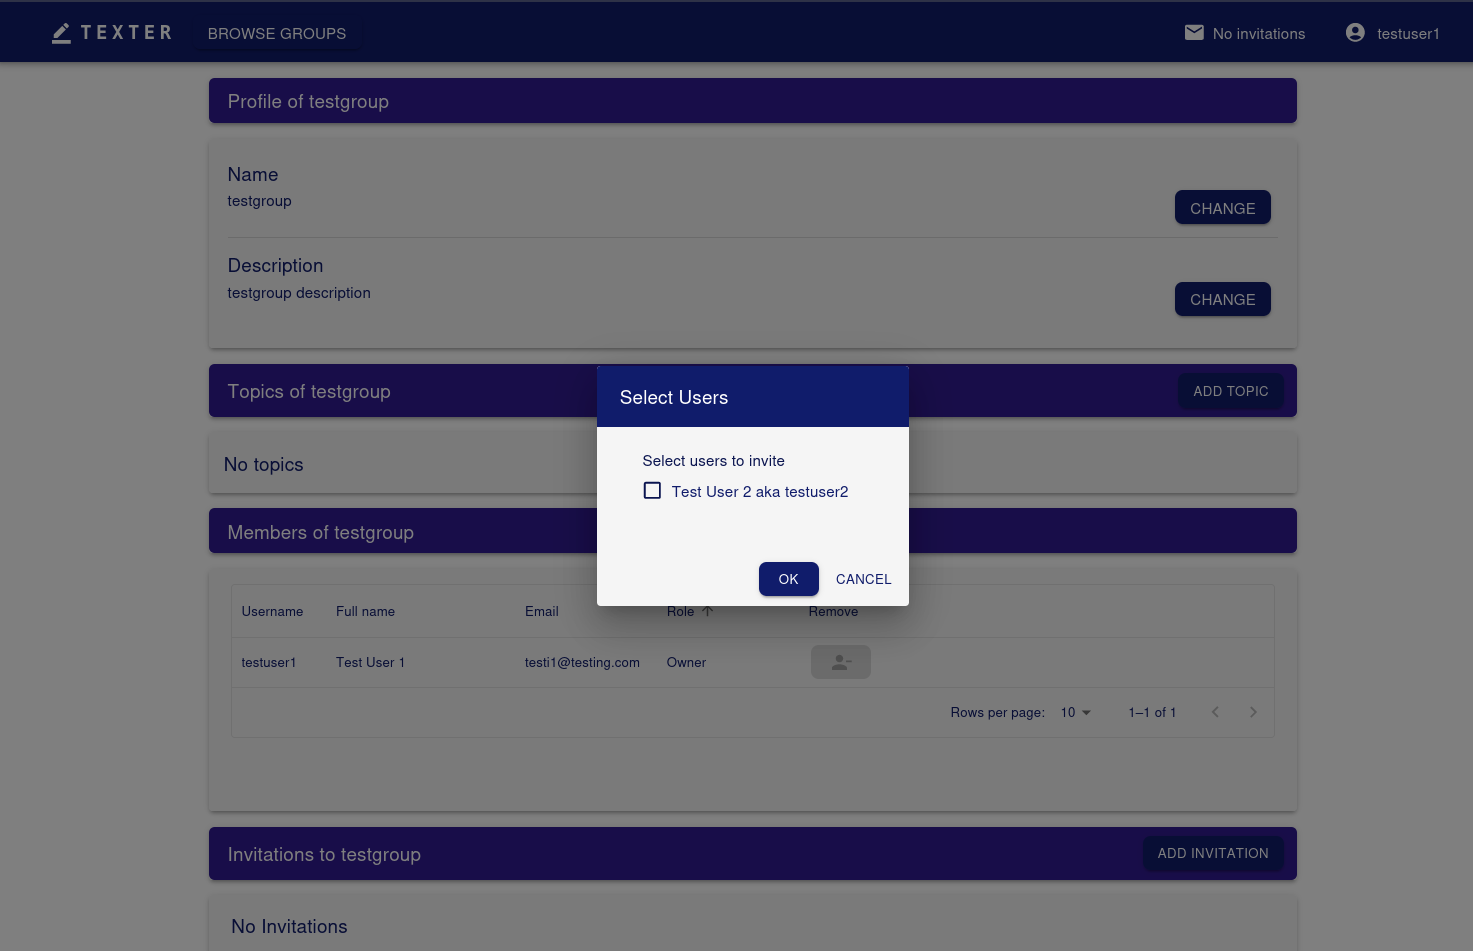 TEXTER BROWSE GROUPS No invitations testuser1
Profile of testgroup
Name
testgroup
CHANGE
Description
testgroup description
CHANGE
Topics of testgroup ADD TOPIC
No topics
Members of testgroup
Username Full name Email Role Remove
testuser1 Test User 1 testi1@testing.com Owner
Rows per page: 10 1–1 of 1
Invitations to testgroup ADD INVITATION
No Invitations
Select Users
Select users to invite
Test User 2 aka testuser2
OK CANCEL